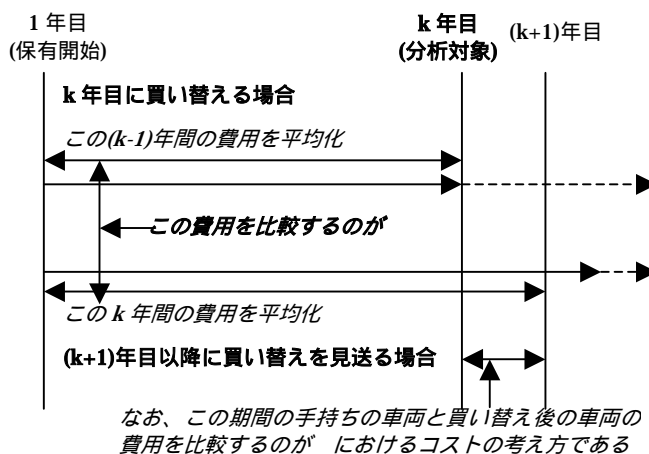 1 年目
(保有開始)
k 年目
(分析対象)
(k+1)年目
k 年目に買い替える場合
この(k-1)年間の費用を平均化
この費用を比較するのが
この k 年間の費用を平均化
(k+1)年目以降に買い替えを見送る場合
なお、この期間の手持ちの車両と買い替え後の車両の
費用を比較するのが　におけるコストの考え方である